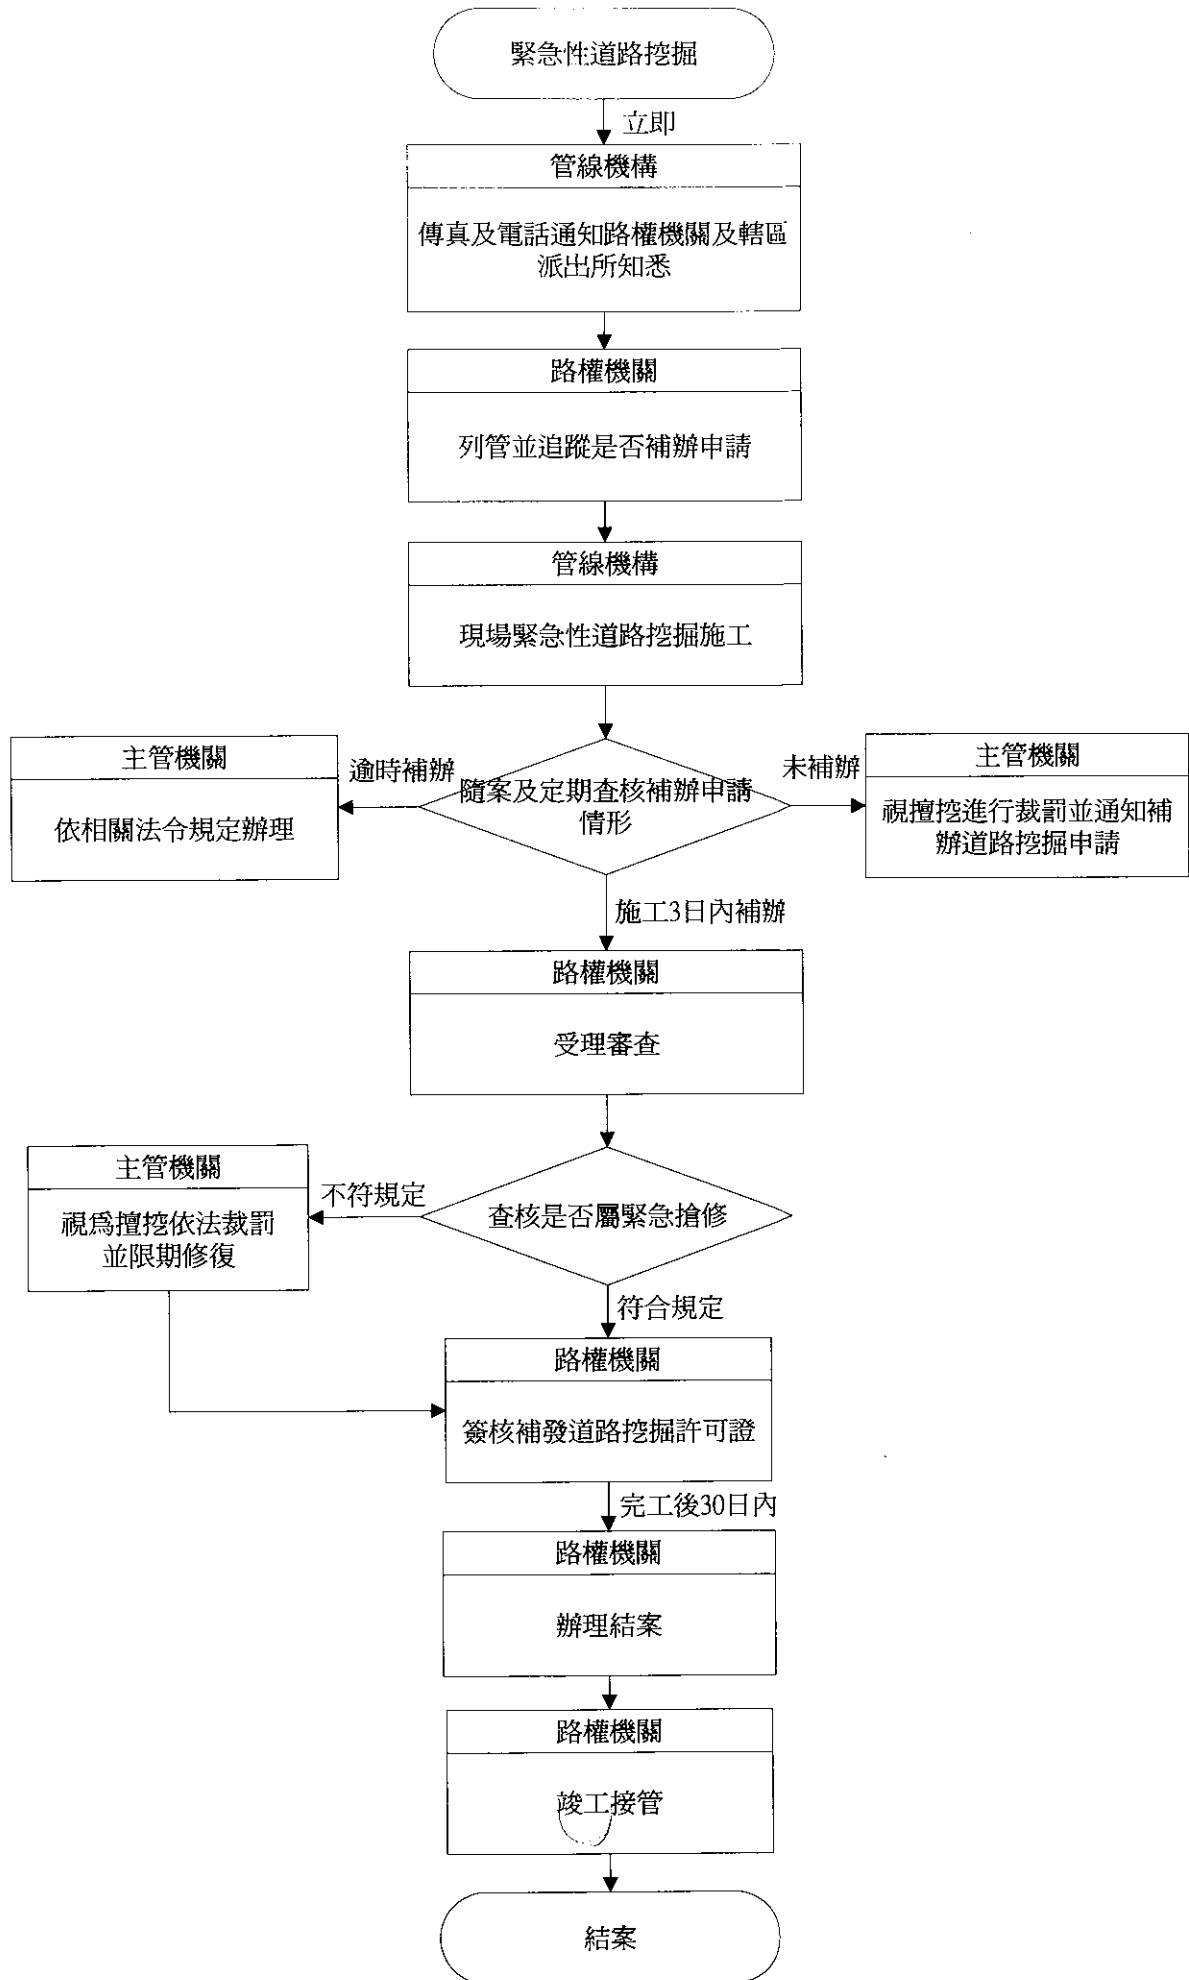 緊急性道路挖掘
立即
管線機構
傳真及電話通知路權機關及轄區
派出所知悉
路權機關
列管並追蹤是否補辦申請
管線機構
現場緊急性道路挖掘施工
主管機關
依相關法令規定辦理
逾時補辦
隨案及定期查核補辦申請
情形
未補辦
主管機關
視擅挖進行裁罰並通知補
辦道路挖掘申請
施工3日內補辦
路權機關
受理審查
主管機關
視為擅挖依法裁罰
並限期修復
不符規定
查核是否屬緊急搶修
符合規定
路權機關
簽核補發道路挖掘許可證
完工後30日內
路權機關
辦理結案
路權機關
竣工接管
結案